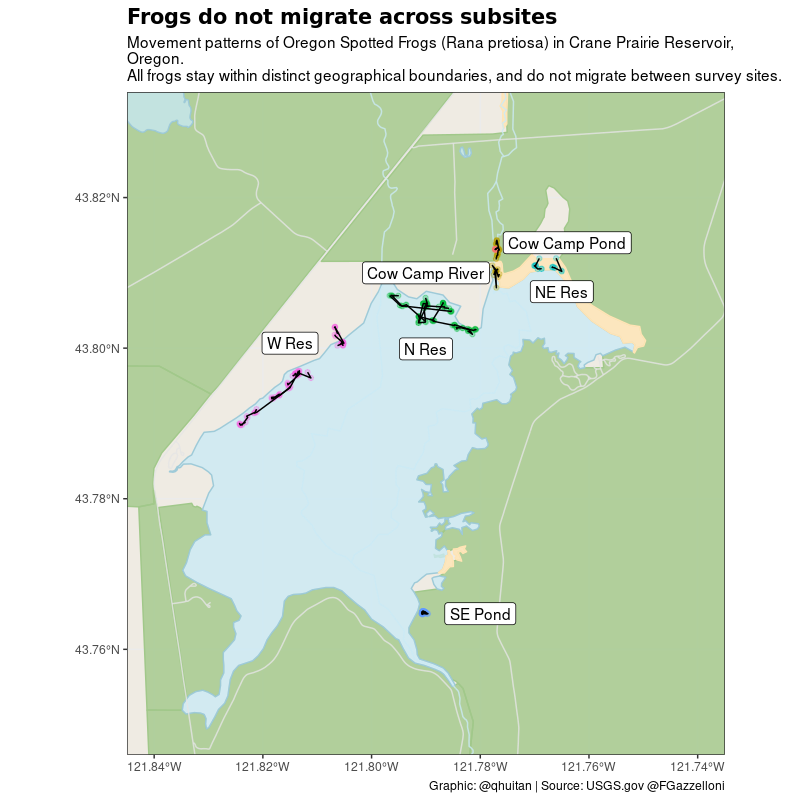 Frogs do not migrate across subsites
Movement patterns of Oregon Spotted Frogs (Rana pretiosa) in Crane Prairie Reservoir,
Oregon.
All frogs stay within distinct geographical boundaries, and do not migrate between survey sites.
43.82°N
Cow Camp Pond
Cow Camp River
NE Res
W Res
N Res
43.80°N
43.78°N
SE Pond
43.76°N
121.84°W
121.82°W
121.80°W
121.78°W
121.76°W
121.74°W
Graphic: @qhuitan | Source: USGS.gov @FGazzelloni